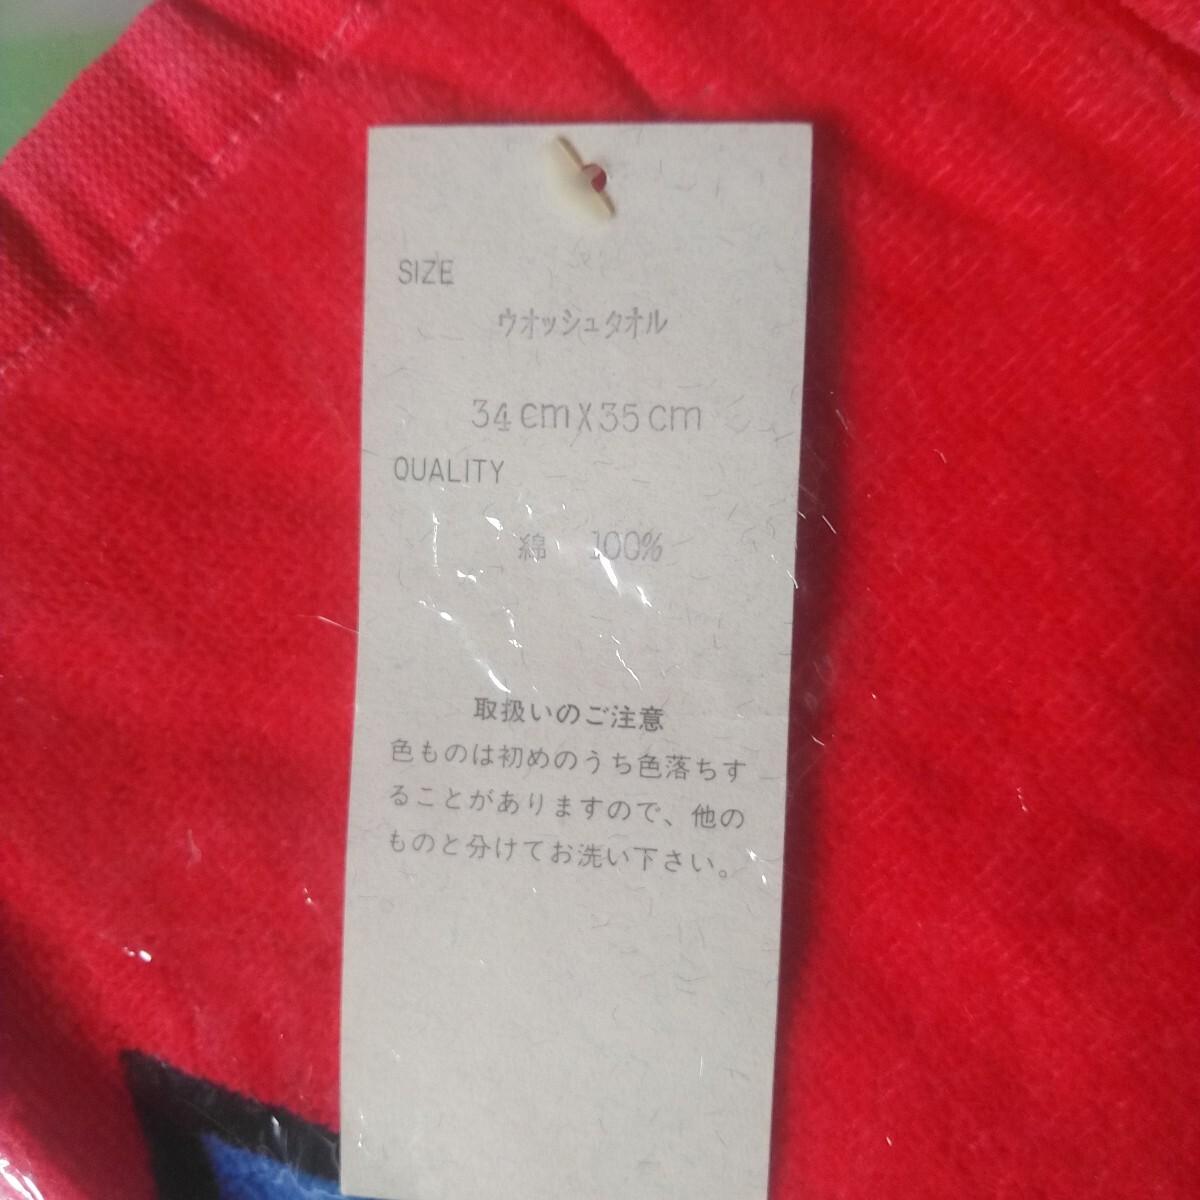 SIZE
ウオッシュタオル
34cm×35cm
QUALITY
綿 100%
取扱いのご注意
色ものは初めのうち色落ちす
ることがありますので、他の
ものと分けてお洗い下さい。